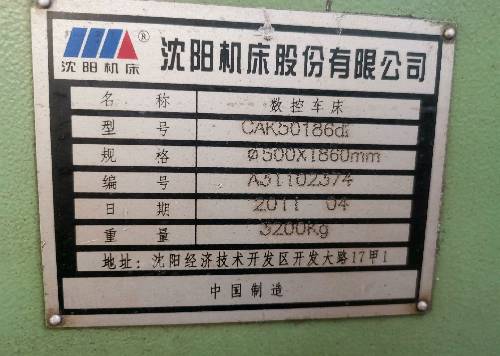 沈阳机床® 沈阳机床股份有限公司
名称 数控车床
型号 CAK50186di
规格 ø500X1860mm
编号 A31102374
日期 2011 04
重量 3200Kg
地址: 沈阳经济技术开发区开发大路17甲1
中国制造